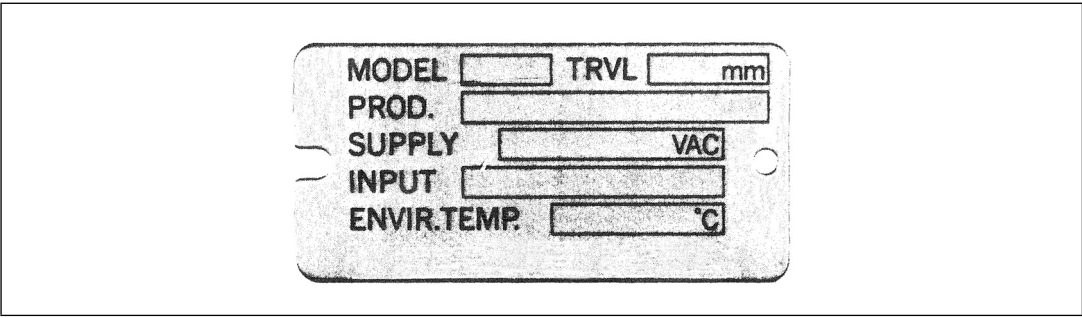 MODEL TRVL mm
PROD.
SUPPLY VAC
INPUT
ENVIR.TEMP. °C